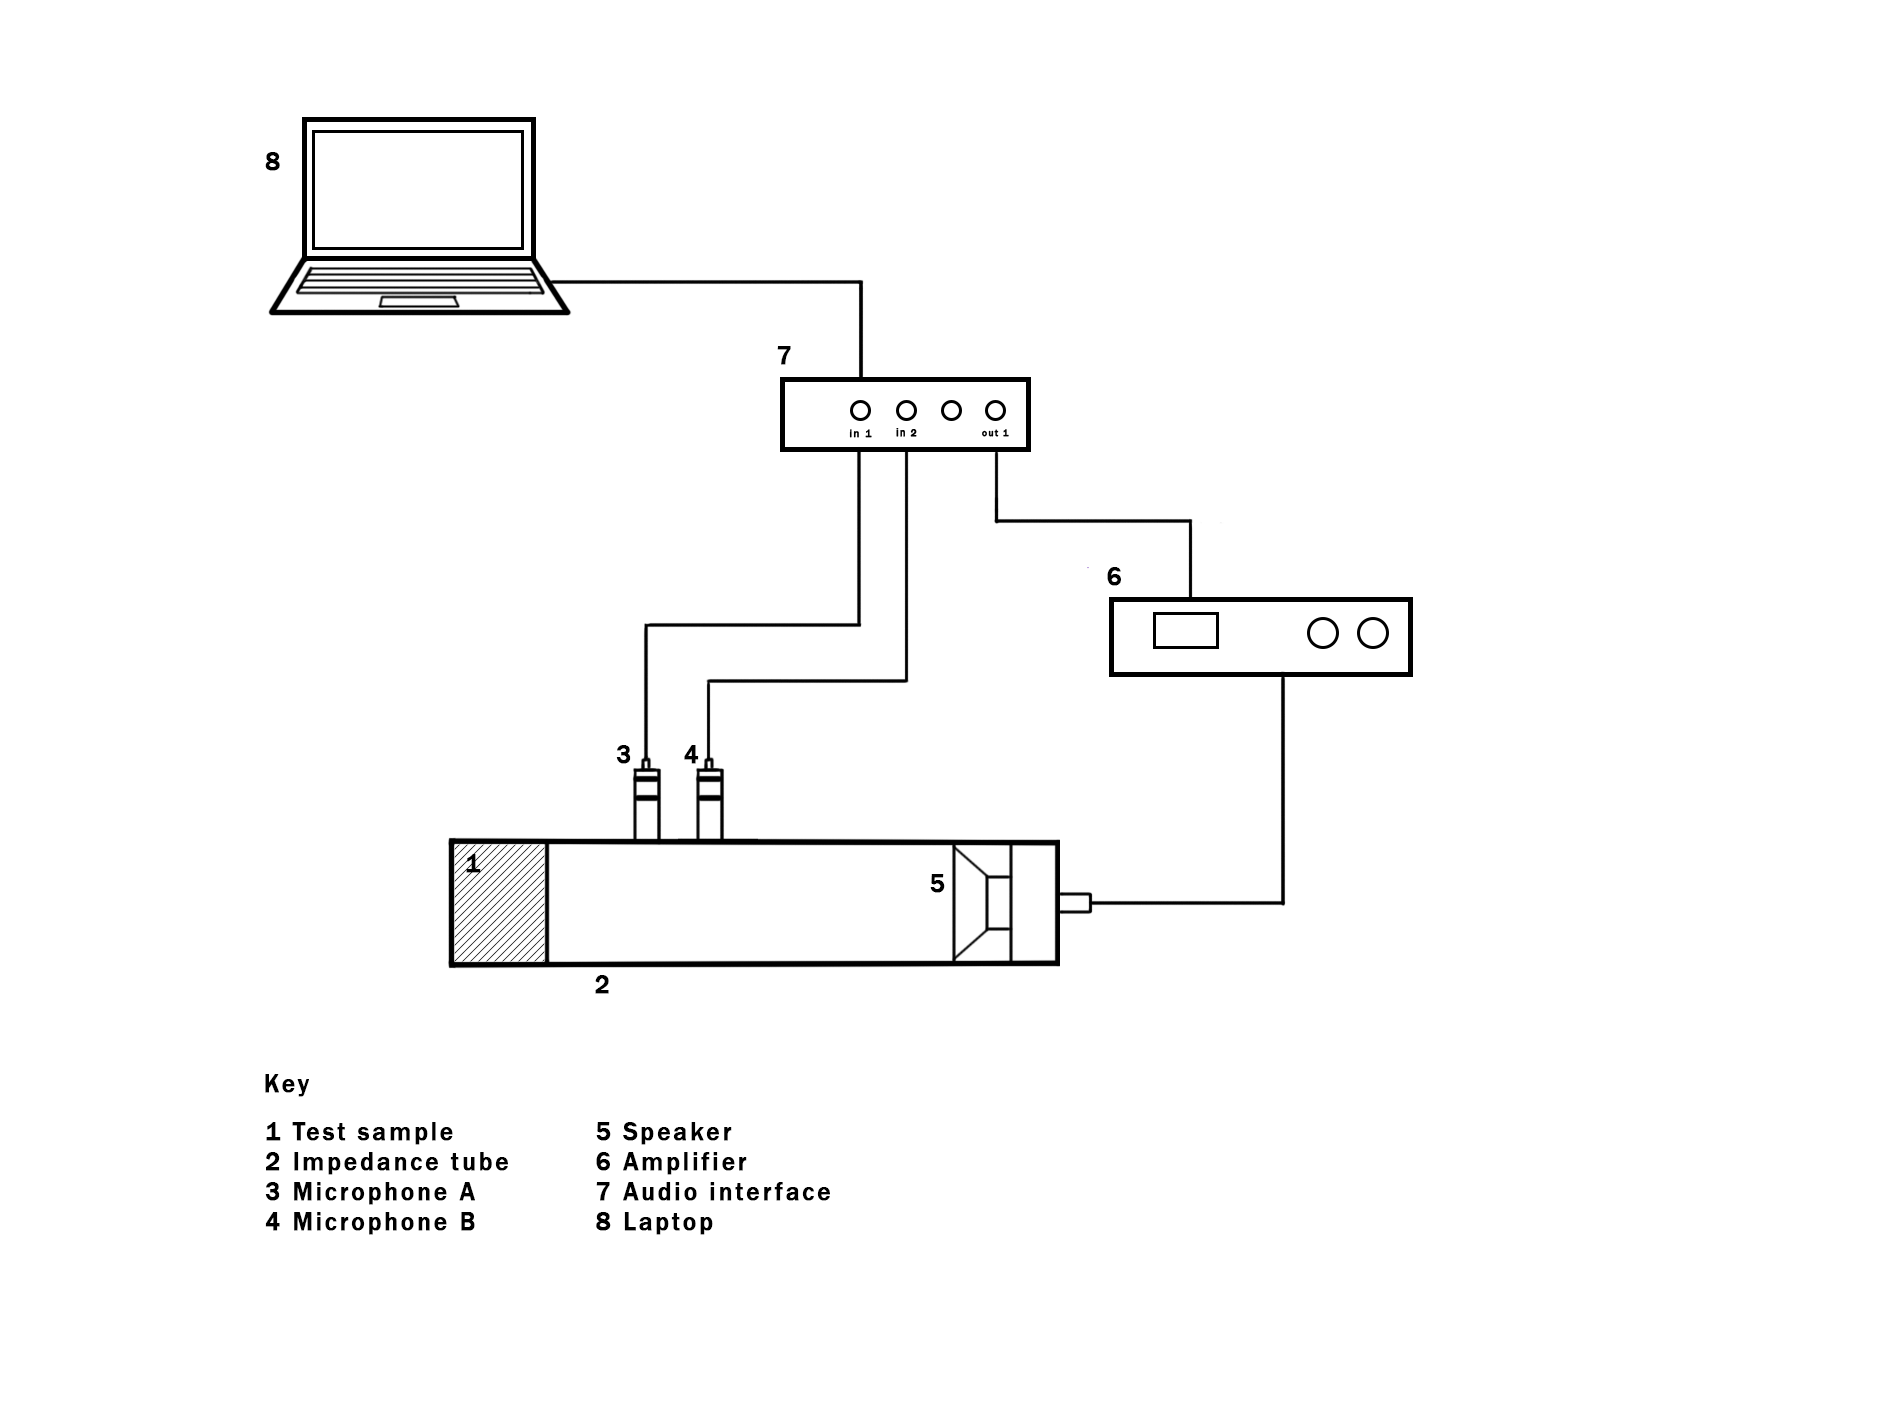 8
7
in 1
in 2
out 1
6
3
4
1
5
2
Key
1 Test sample
2 Impedance tube
3 Microphone A
4 Microphone B
5 Speaker
6 Amplifier
7 Audio interface
8 Laptop